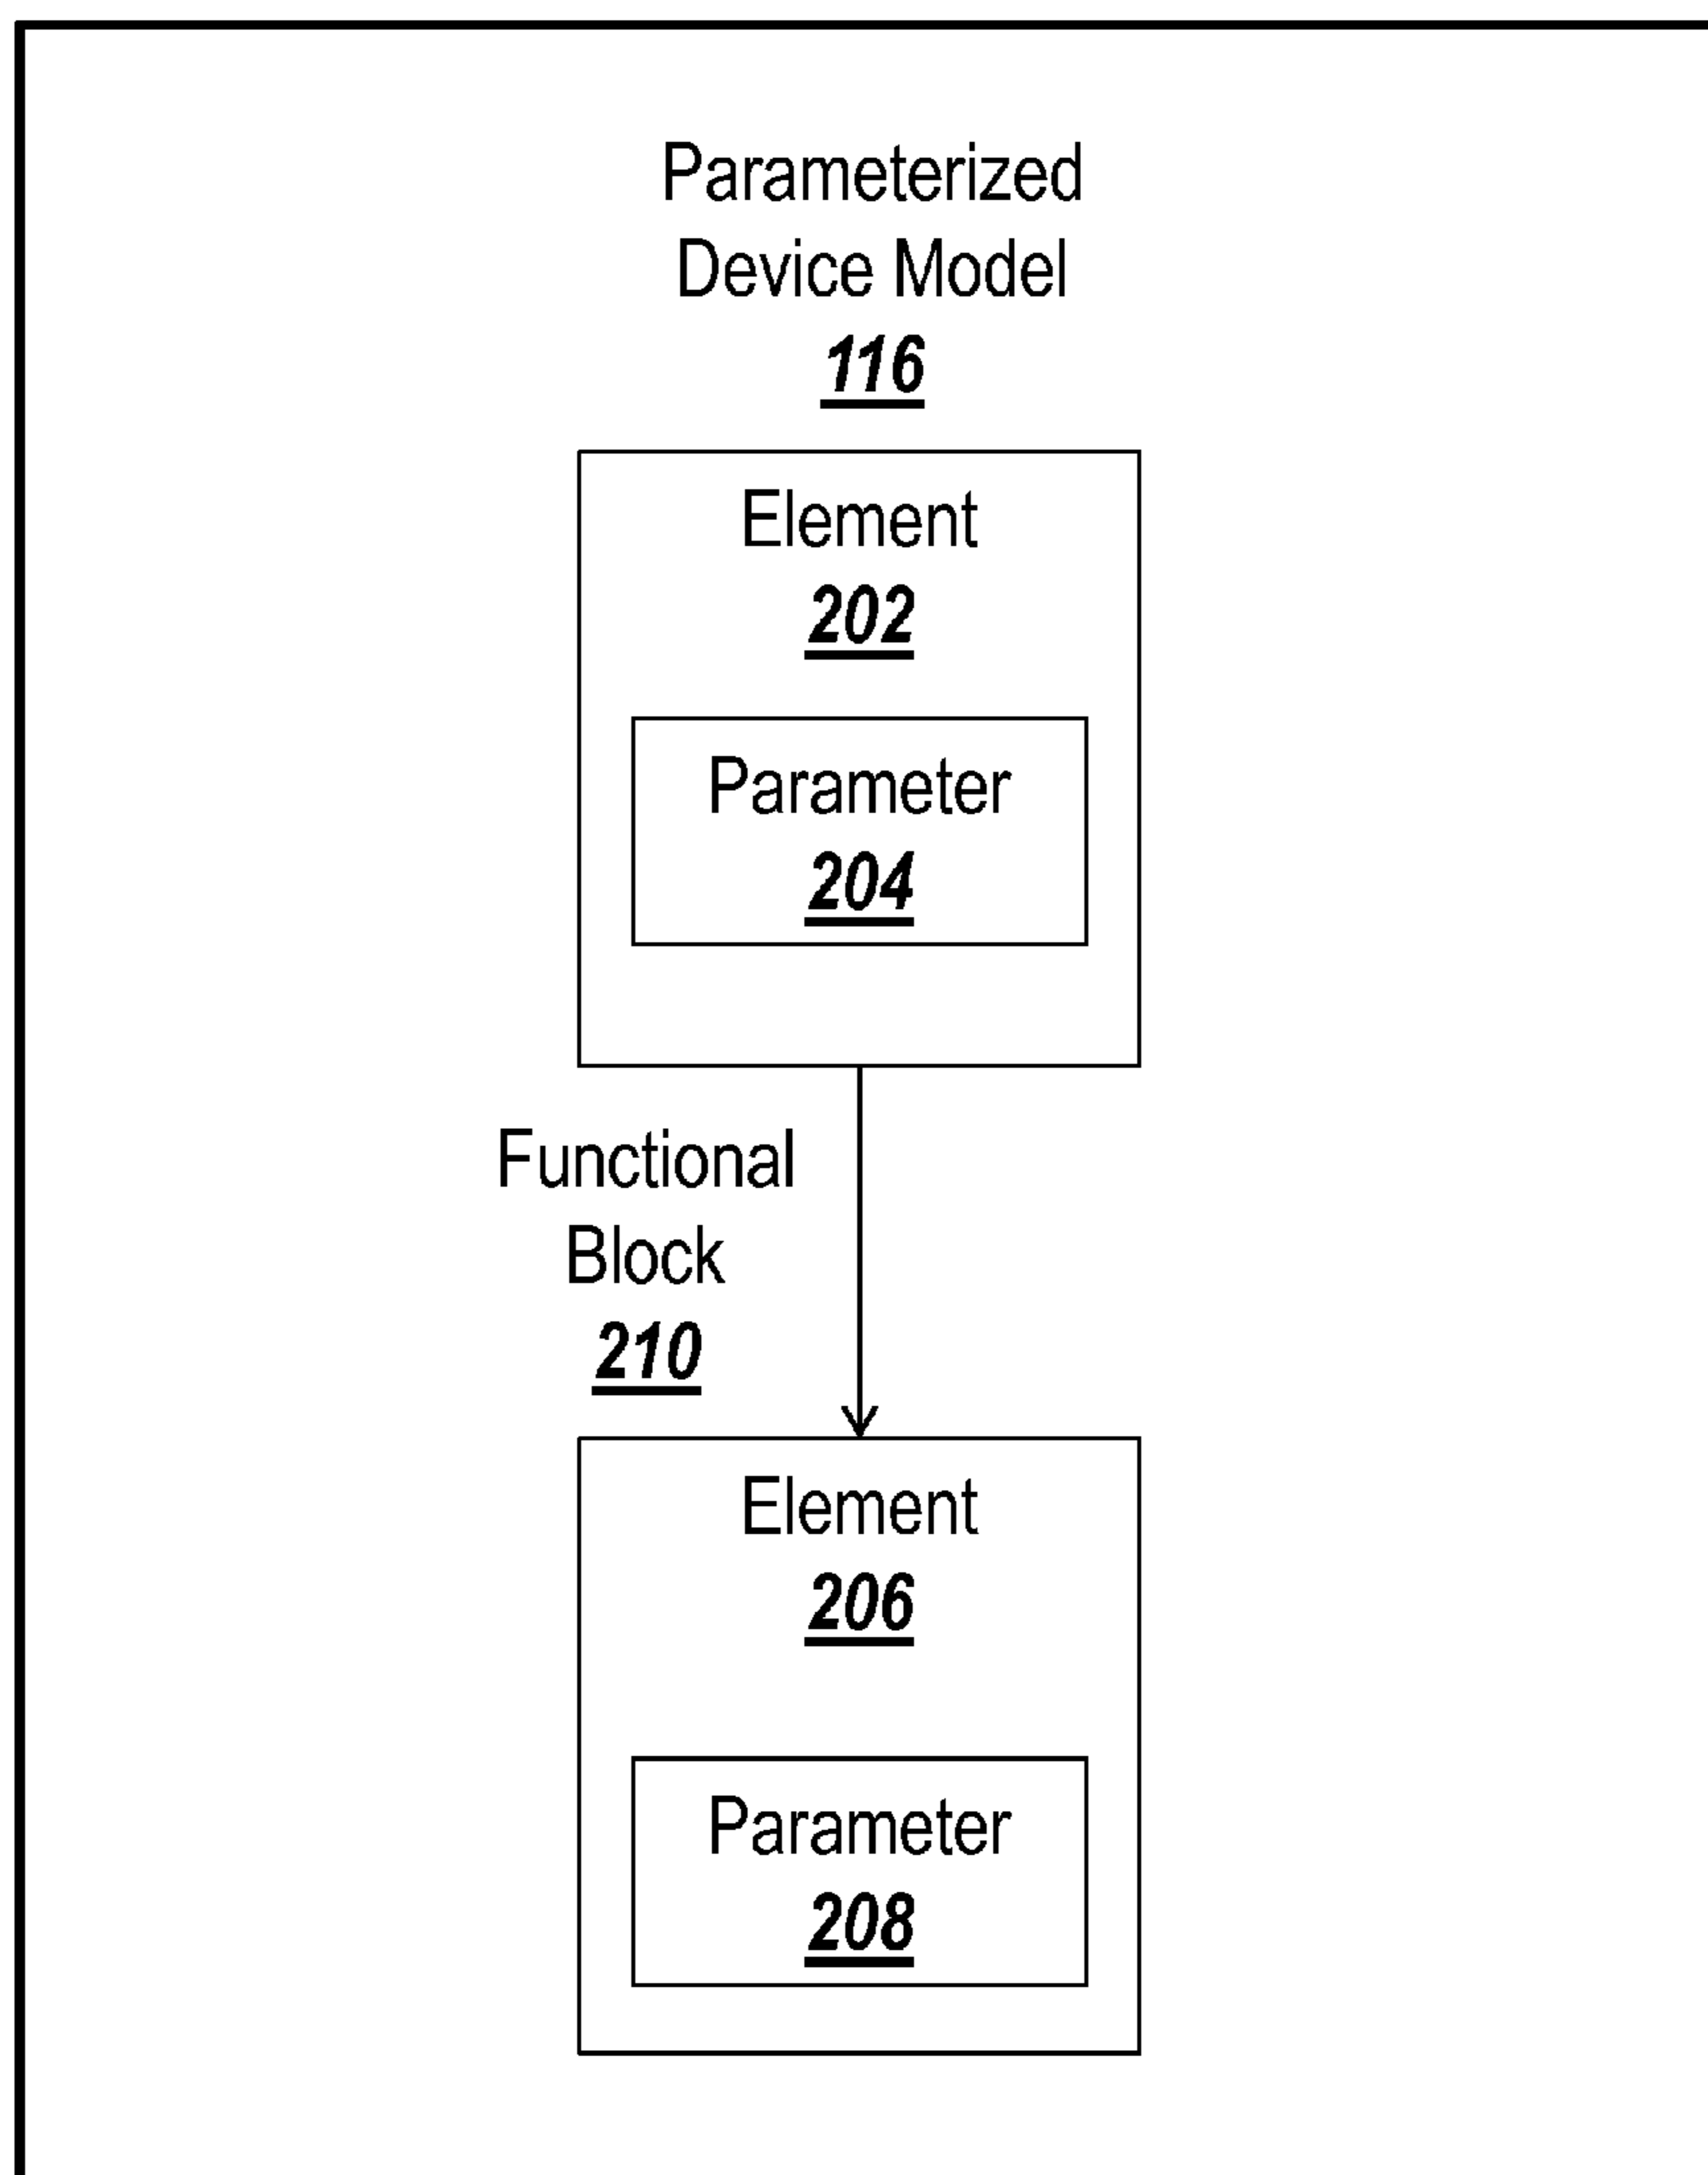 Parameterized
Device Model
116
Element
202
Parameter
204
Functional
Block
210
Element
206
Parameter
208